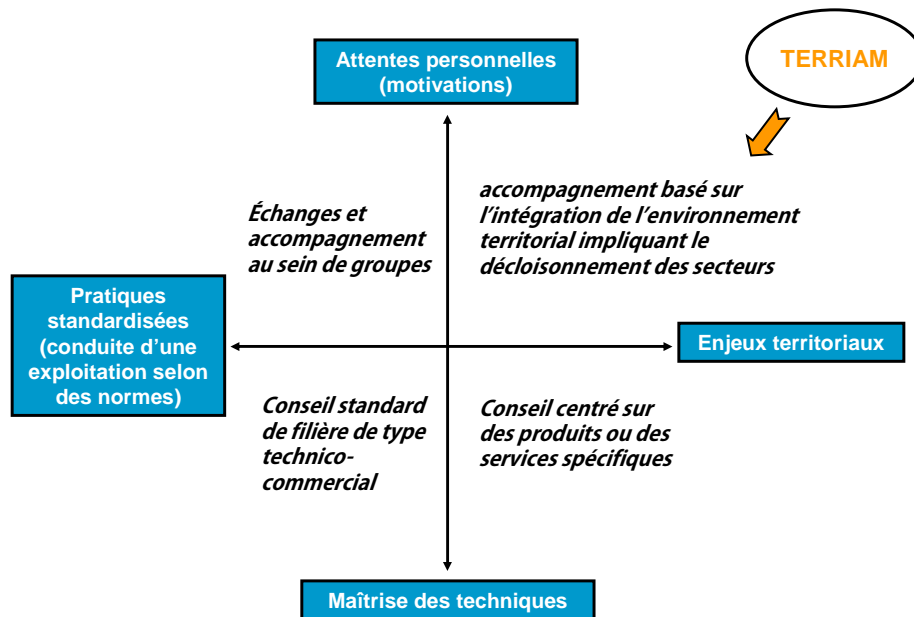 Attentes personnelles
(motivations)
TERRIAM
Échanges et
accompagnement
au sein de groupes
accompagnement basé sur
l'intégration de l'environnement
territorial impliquant le
décloisonnement des secteurs
Pratiques
standardisées
(conduite d'une
exploitation selon
des normes)
Enjeux territoriaux
Conseil standard
de filière de type
technico-
commercial
Conseil centré sur
des produits ou des
services spécifiques
Maîtrise des techniques